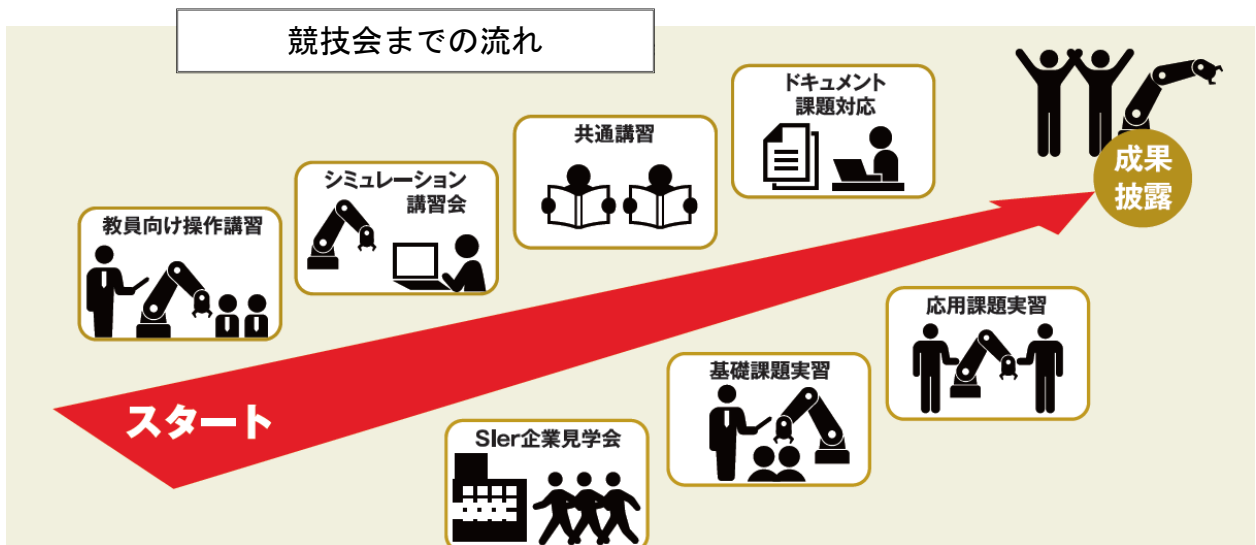 競技会までの流れ
教員向け操作講習
シミュレーション
講習会
共通講習
ドキュメント
課題対応
成果
披露
スタート
SIer企業見学会
基礎課題実習
応用課題実習